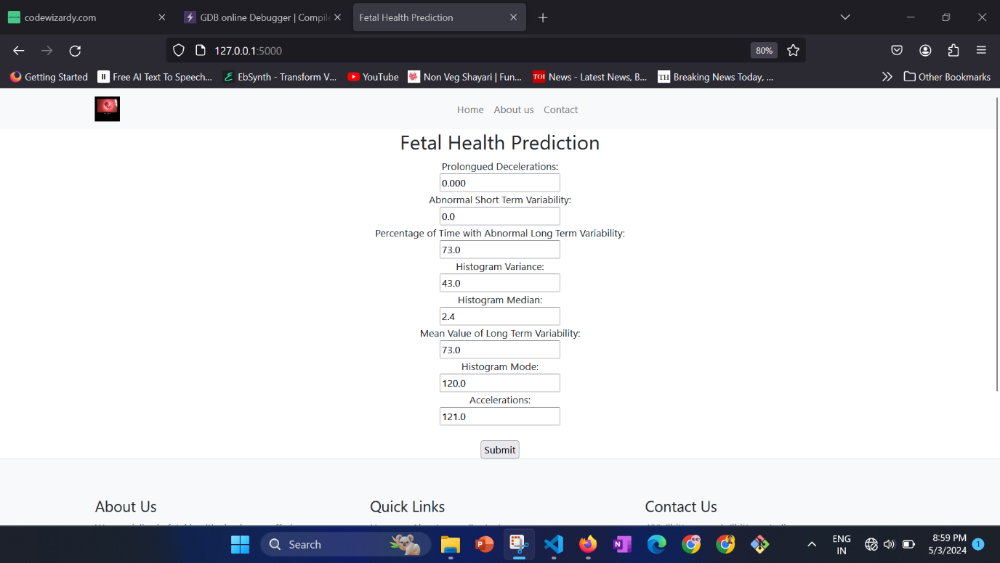 codewizardy.com
GDB online Debugger | Compile
Fetal Health Prediction
127.0.0.1:5000
80%
Getting Started
Free AI Text To Speech...
EbSynth - Transform V...
YouTube
Non Veg Shayari | Fun...
TOI News - Latest News, B...
TH Breaking News Today, ...
Other Bookmarks
Home About us Contact
Fetal Health Prediction
Prolongued Decelerations:
0.000
Abnormal Short Term Variability:
0.0
Percentage of Time with Abnormal Long Term Variability:
73.0
Histogram Variance:
43.0
Histogram Median:
2.4
Mean Value of Long Term Variability:
73.0
Histogram Mode:
120.0
Accelerations:
121.0
Submit
About Us
Quick Links
Contact Us
Search
ENG
IN
8:59 PM
5/3/2024
1